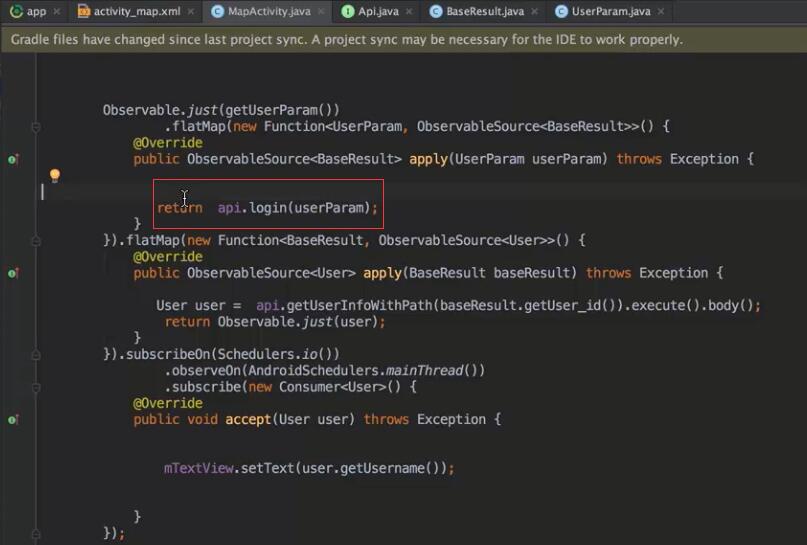 app activity_map.xml MapActivity.java Api.java BaseResult.java UserParam.java
Gradle files have changed since last project sync. A project sync may be necessary for the IDE to work properly.
Observable.just(getUserParam())
.flatMap(new Function<UserParam, ObservableSource<BaseResult>>() {
@Override
public ObservableSource<BaseResult> apply(UserParam userParam) throws Exception {
return api.login(userParam);
}
}).flatMap(new Function<BaseResult, ObservableSource<User>>() {
@Override
public ObservableSource<User> apply(BaseResult baseResult) throws Exception {
User user = api.getUserInfoWithPath(baseResult.getUser_id()).execute().body();
return Observable.just(user);
}
}).subscribeOn(Schedulers.io())
.observeOn(AndroidSchedulers.mainThread())
.subscribe(new Consumer<User>() {
@Override
public void accept(User user) throws Exception {
mTextView.setText(user.getUsername());
}
});